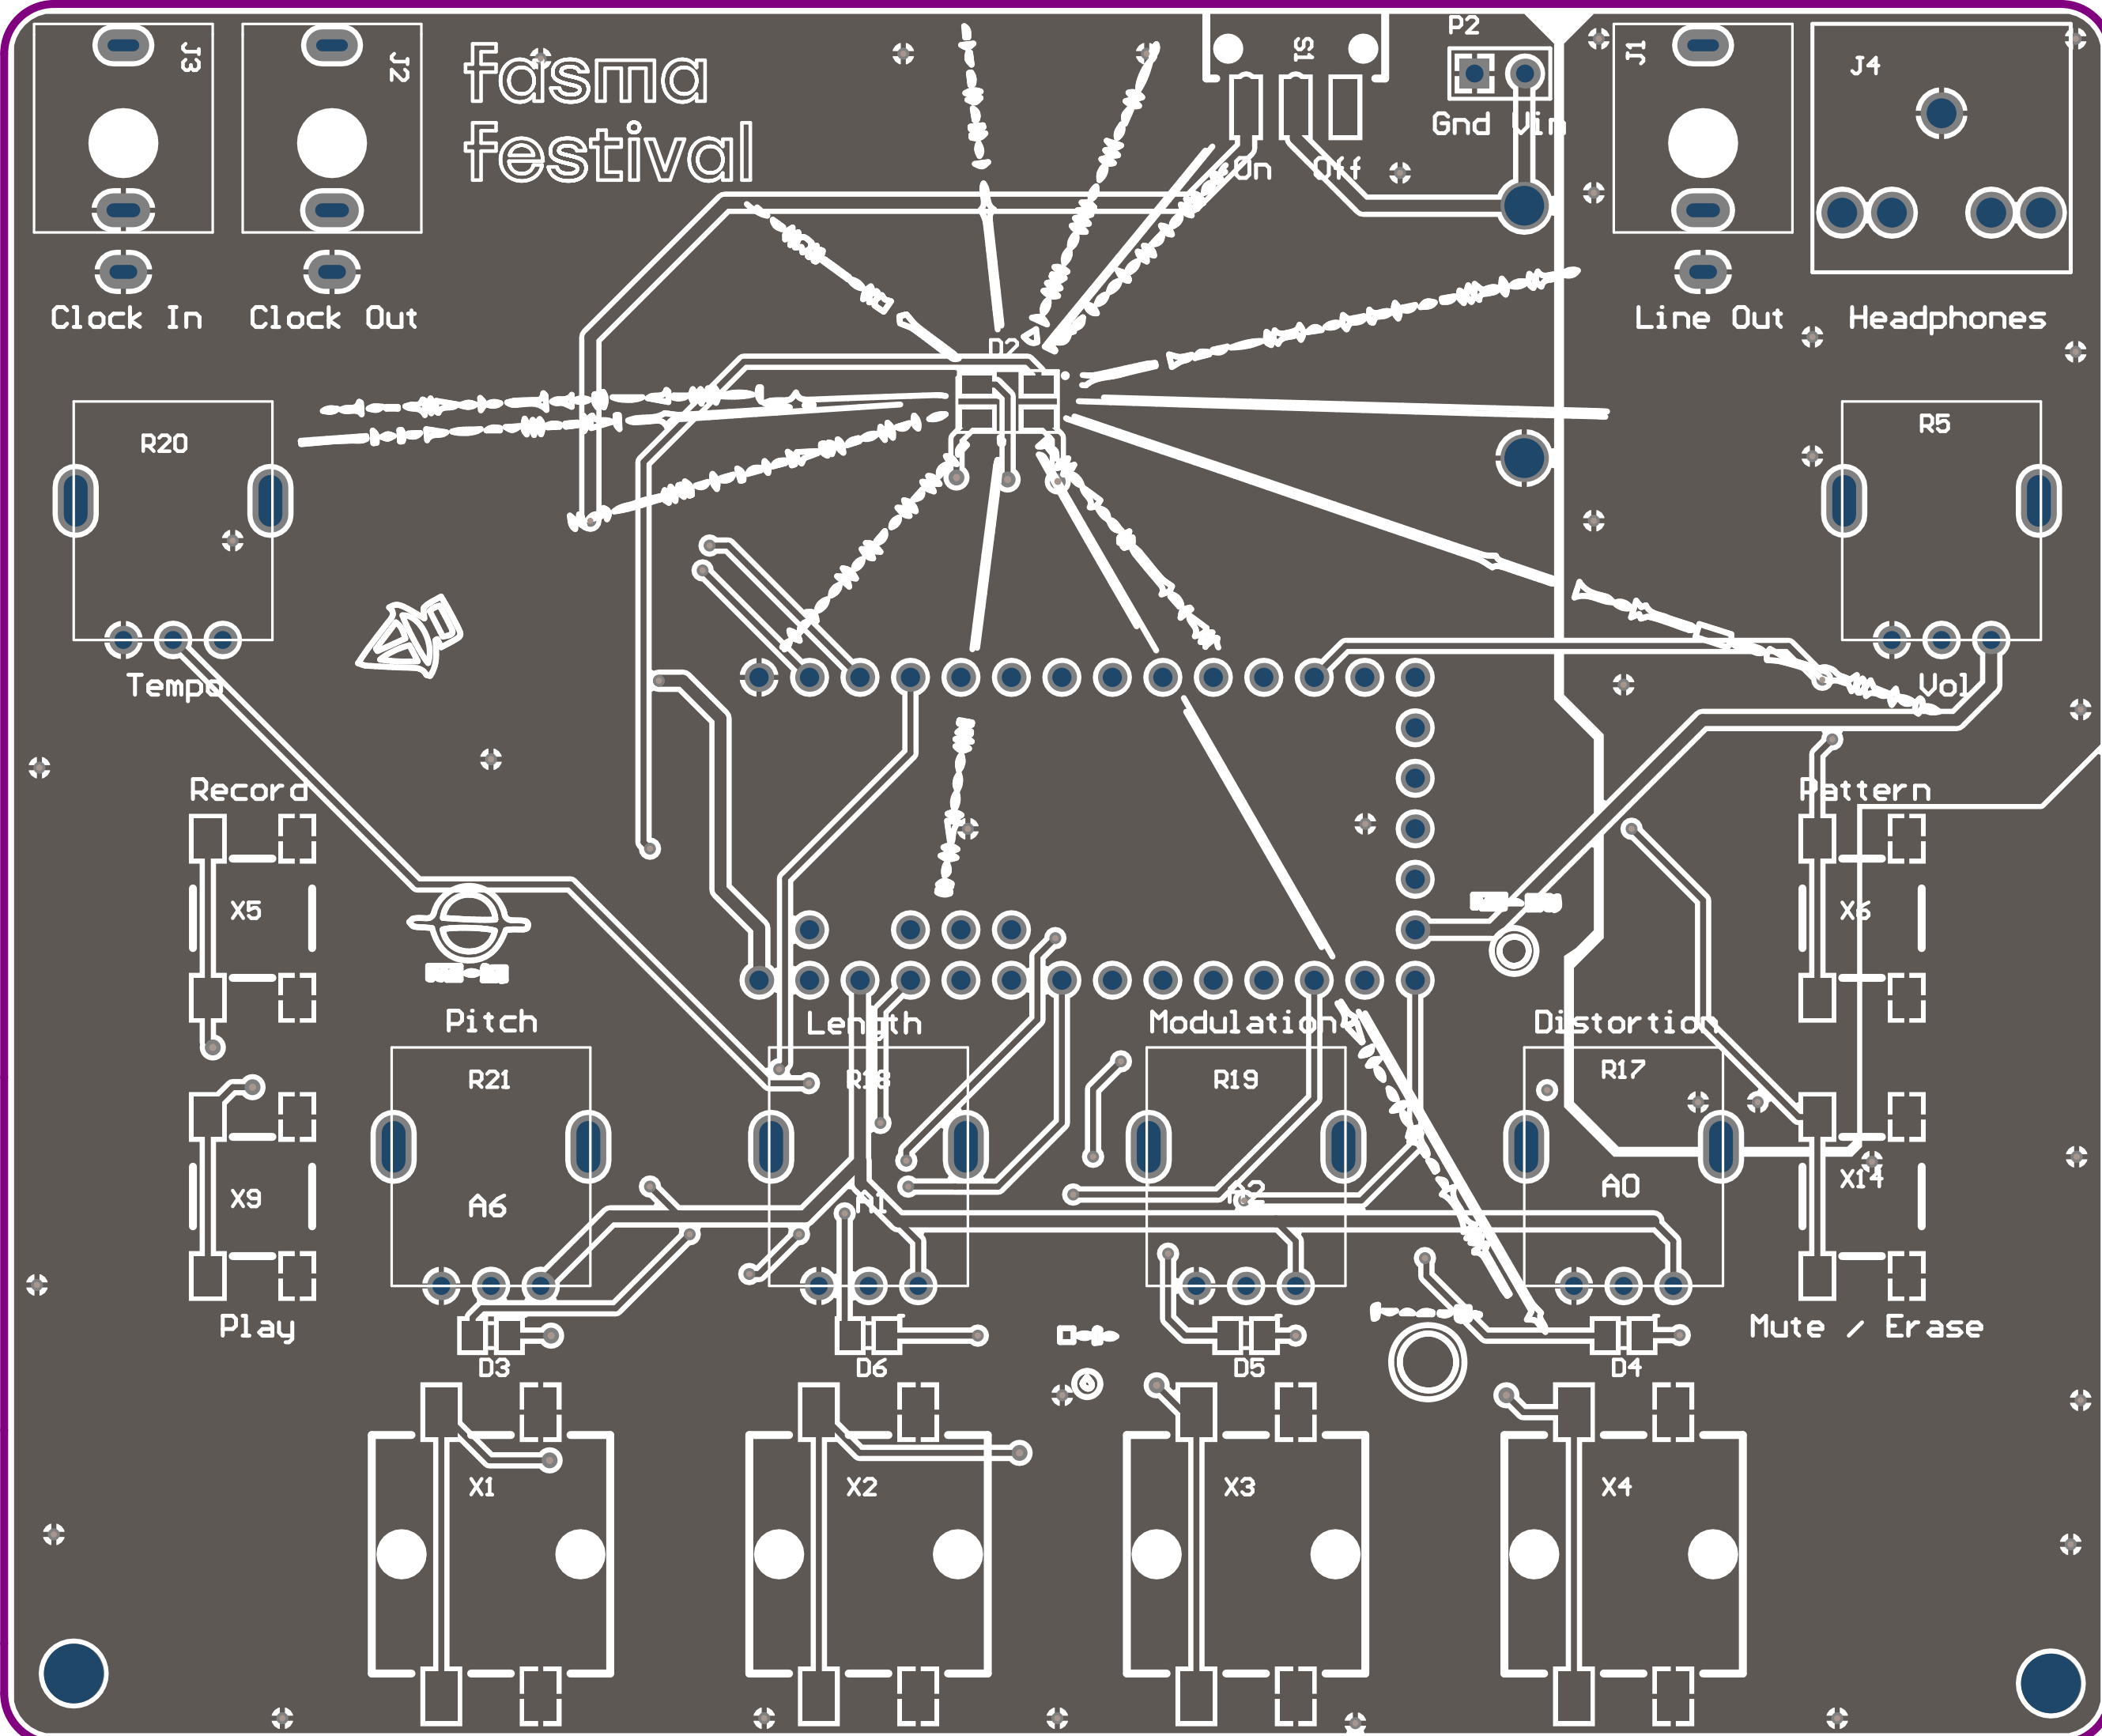 J3
J2
fasma
festival
S1
P2
J1
J4
Gnd Vin
On Off
Clock In
Clock Out
Line Out
Headphones
D2
R20
R5
Tempo
Vol
Record
Pattern
X5
X6
Pitch
Length
Modulation
Distortion
R21
R18
R19
R17
X9
A6
A0
X14
Play
Mute / Erase
D3
D6
D5
D4
X1
X2
X3
X4